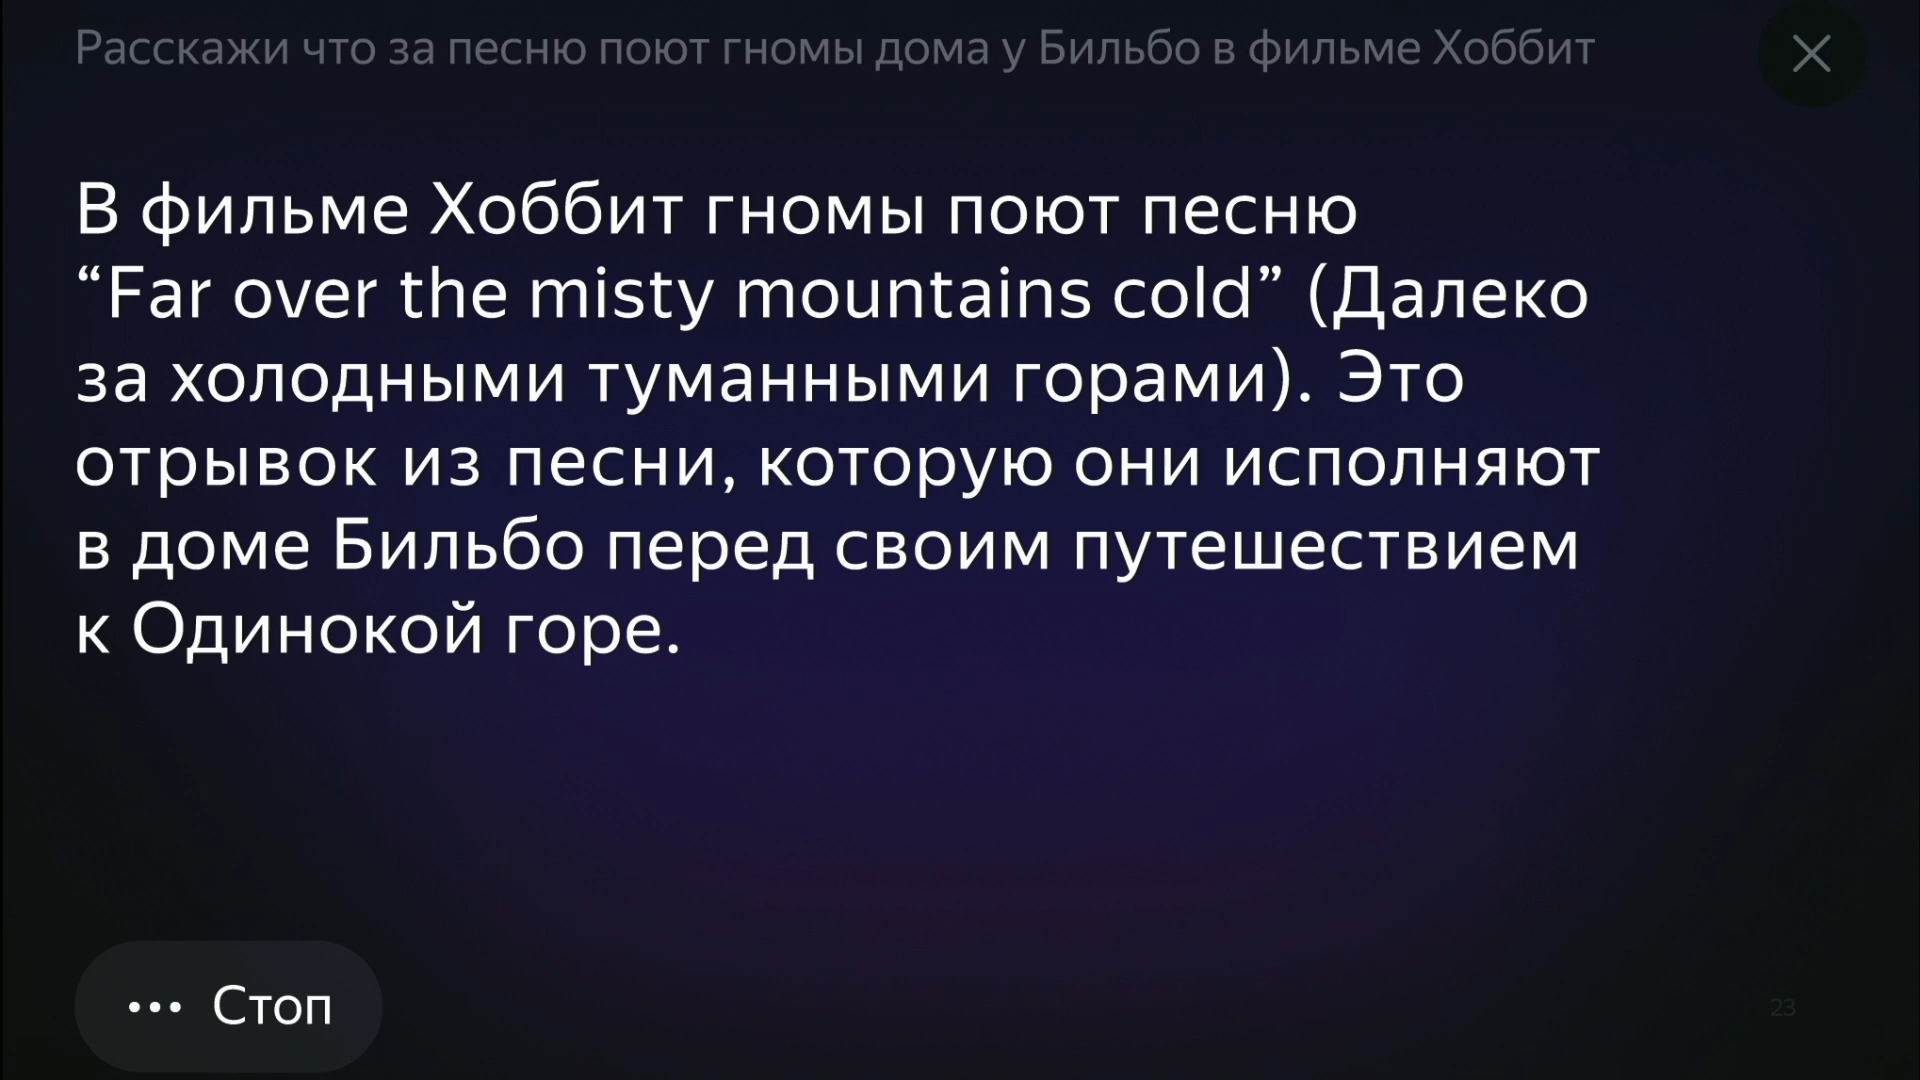 Расскажи что за песню поют гномы дома у Бильбо в фильме Хоббит
В фильме Хоббит гномы поют песню
“Far over the misty mountains cold” (Далеко
за холодными туманными горами). Это
отрывок из песни, которую они исполняют
в доме Бильбо перед своим путешествием
к Одинокой горе.
Стоп
23